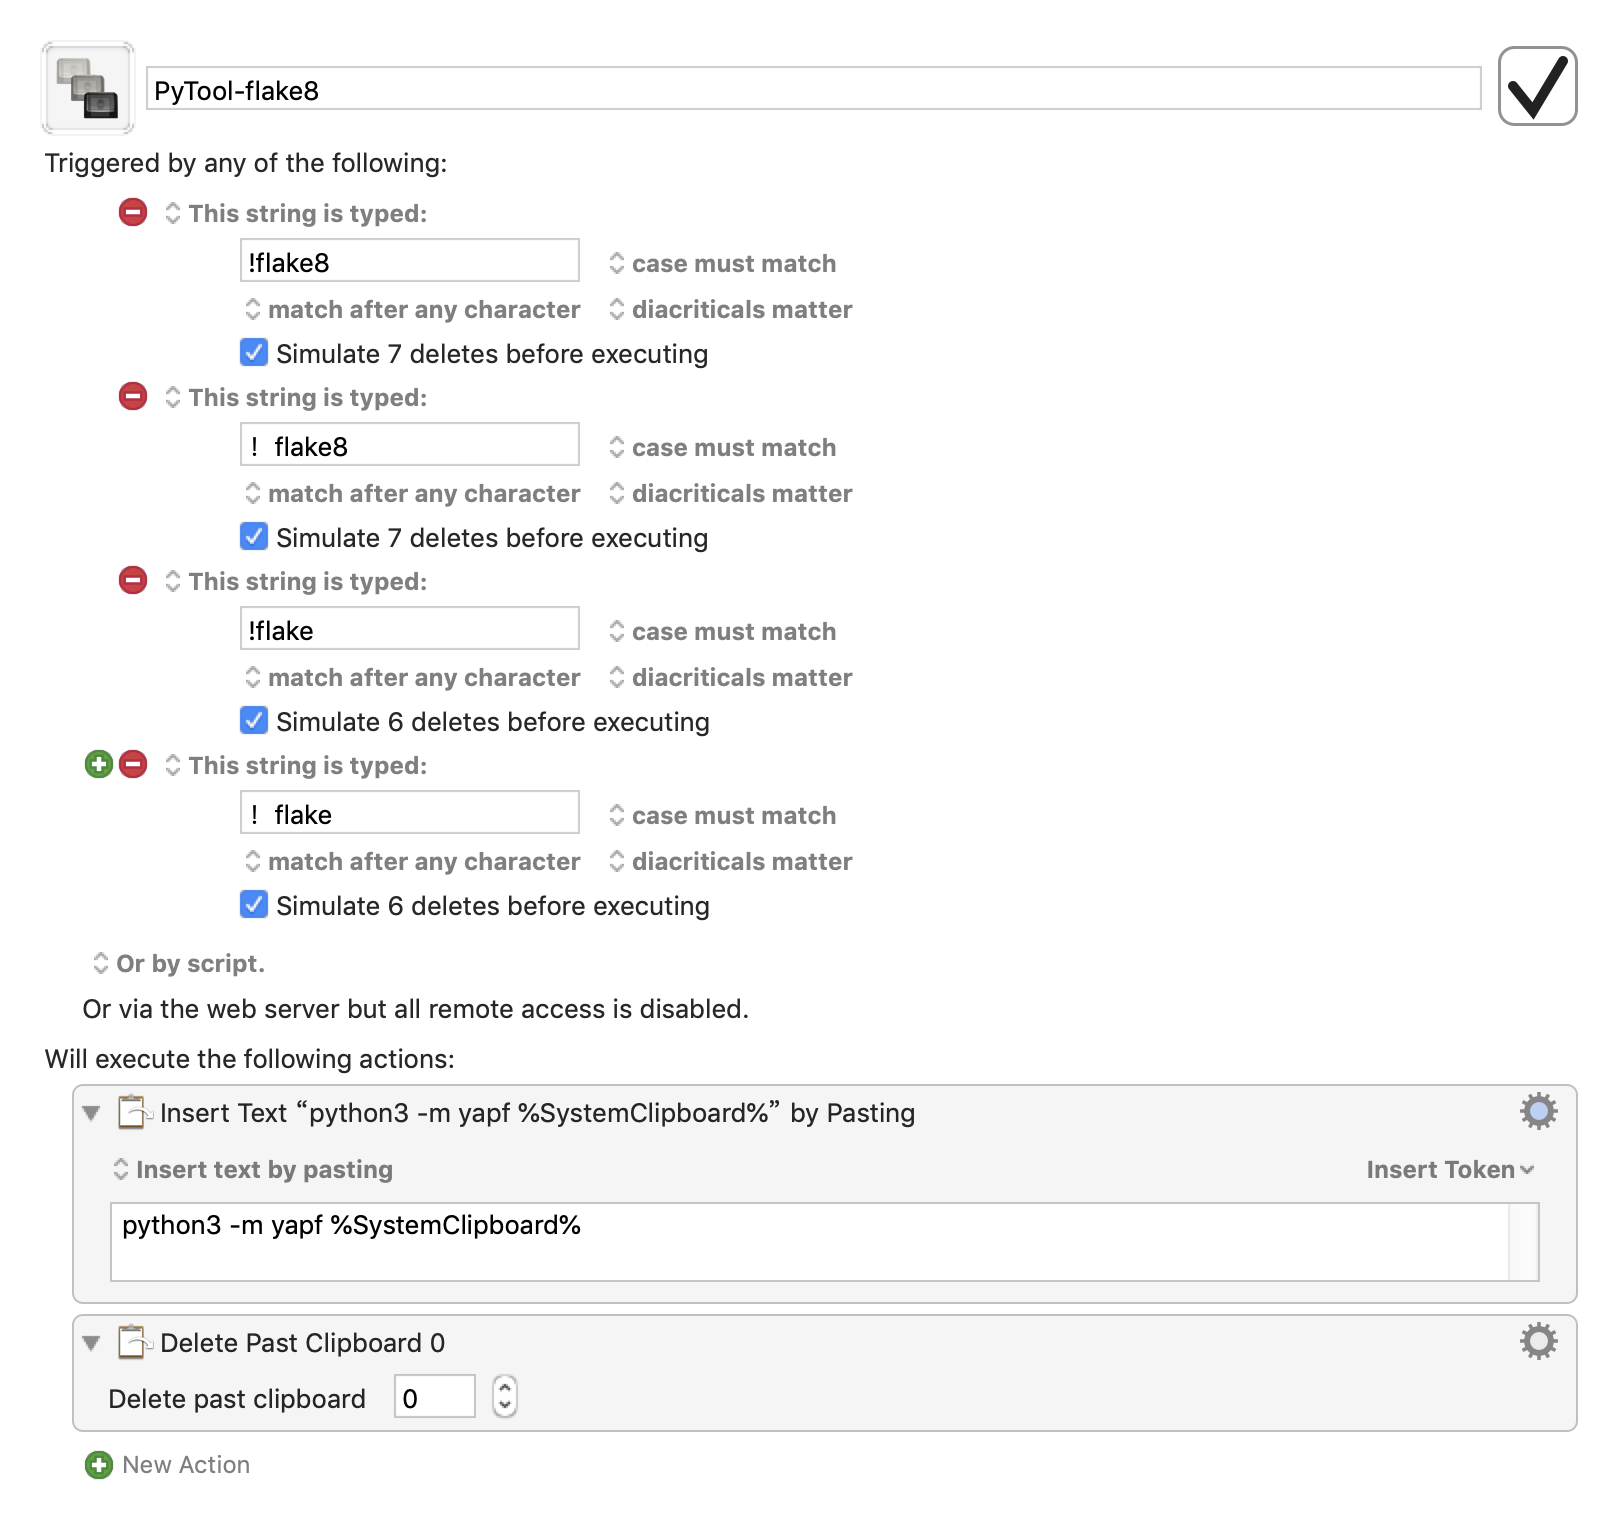 PyTool-flake8
Triggered by any of the following:
This string is typed:
!flake8 case must match
match after any character diacriticals matter
Simulate 7 deletes before executing
This string is typed:
！flake8 case must match
match after any character diacriticals matter
Simulate 7 deletes before executing
This string is typed:
!flake case must match
match after any character diacriticals matter
Simulate 6 deletes before executing
This string is typed:
！flake case must match
match after any character diacriticals matter
Simulate 6 deletes before executing
Or by script.
Or via the web server but all remote access is disabled.
Will execute the following actions:
Insert Text “python3 -m yapf %SystemClipboard%” by Pasting
Insert text by pasting Insert Token
python3 -m yapf %SystemClipboard%
Delete Past Clipboard 0
Delete past clipboard 0
New Action